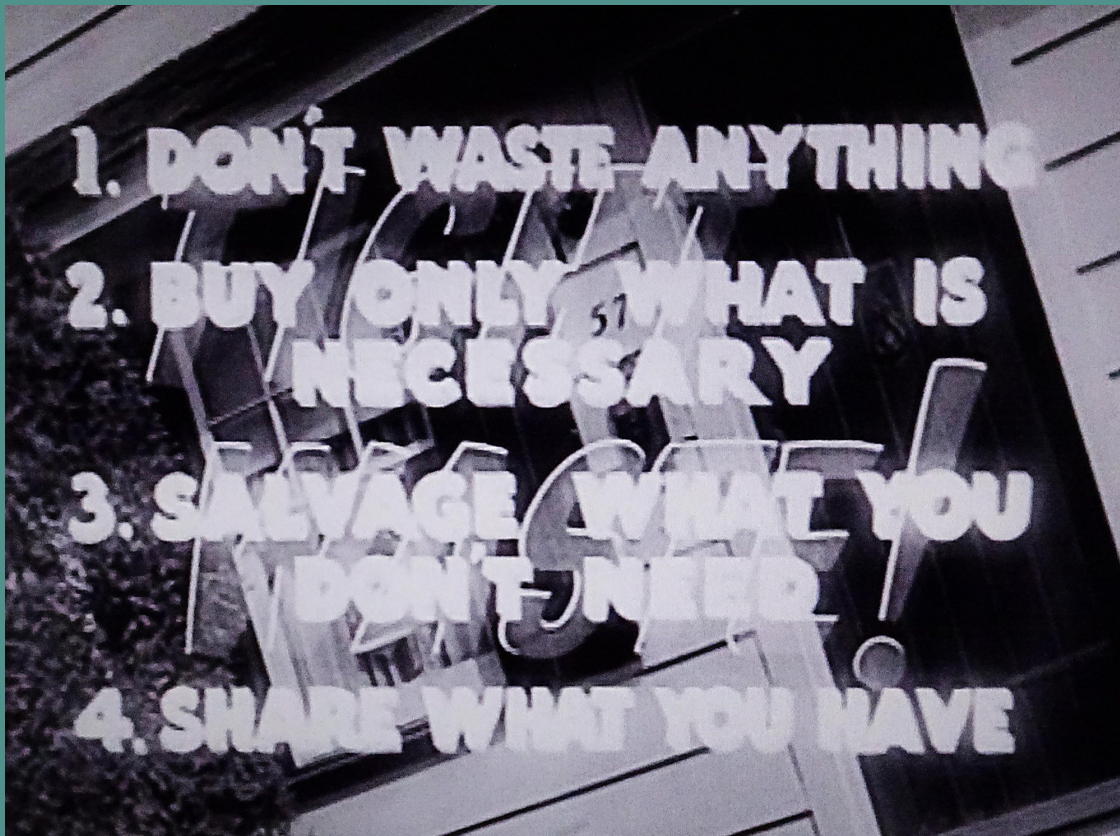 1. DON'T WASTE ANYTHING
2. BUY ONLY WHAT IS
NECESSARY
57
3. SALVAGE WHAT YOU
DON'T NEED
4. SHARE WHAT YOU HAVE